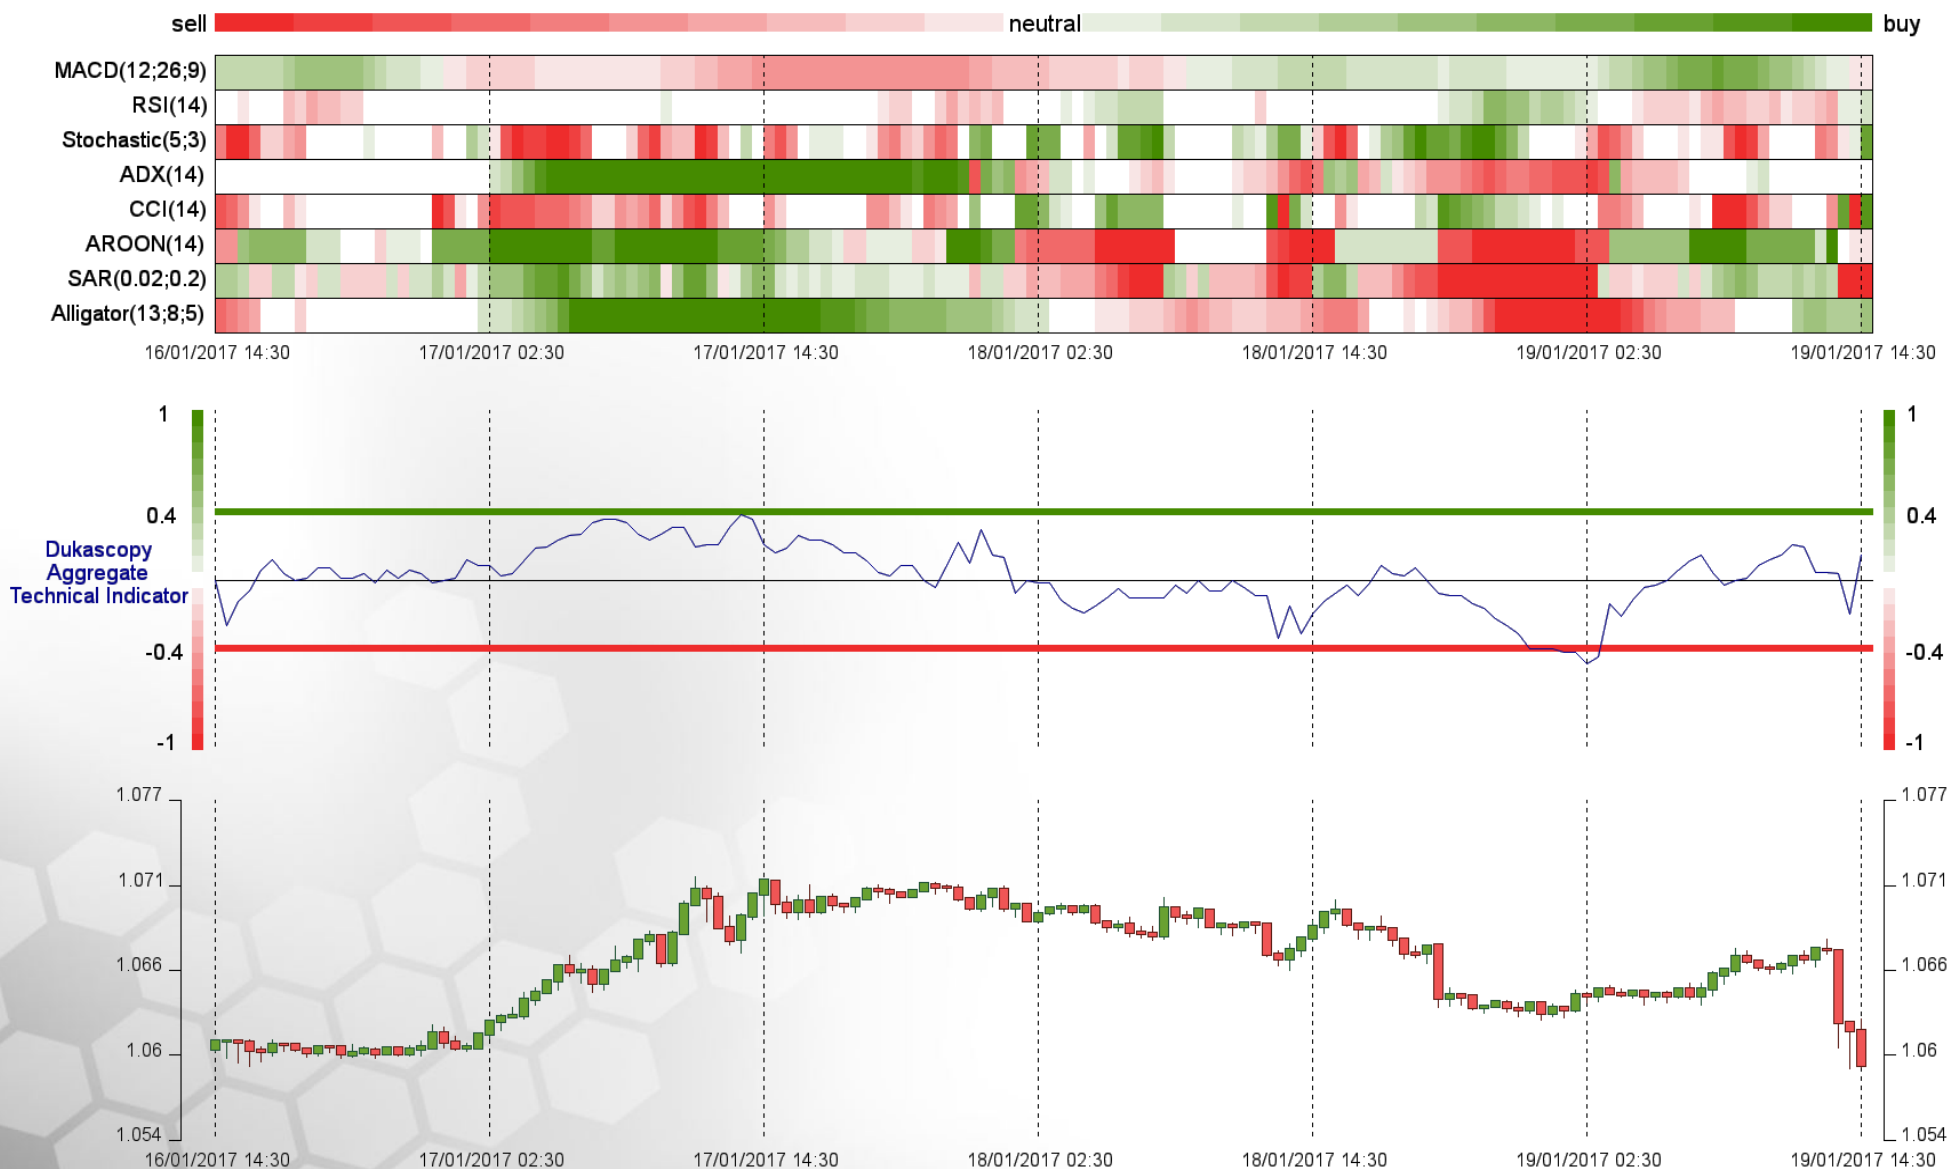 sell neutral buy
MACD(12;26;9)
RSI(14)
Stochastic(5;3)
ADX(14)
CCI(14)
AROON(14)
SAR(0.02;0.2)
Alligator(13;8;5)
16/01/2017 14:30 17/01/2017 02:30 17/01/2017 14:30 18/01/2017 02:30 18/01/2017 14:30 19/01/2017 02:30 19/01/2017 14:30
1 1
0.4 0.4
Dukascopy
Aggregate
Technical Indicator
-0.4 -0.4
-1 -1
1.077 1.077
1.071 1.071
1.066 1.066
1.06 1.06
1.054 1.054
16/01/2017 14:30 17/01/2017 02:30 17/01/2017 14:30 18/01/2017 02:30 18/01/2017 14:30 19/01/2017 02:30 19/01/2017 14:30